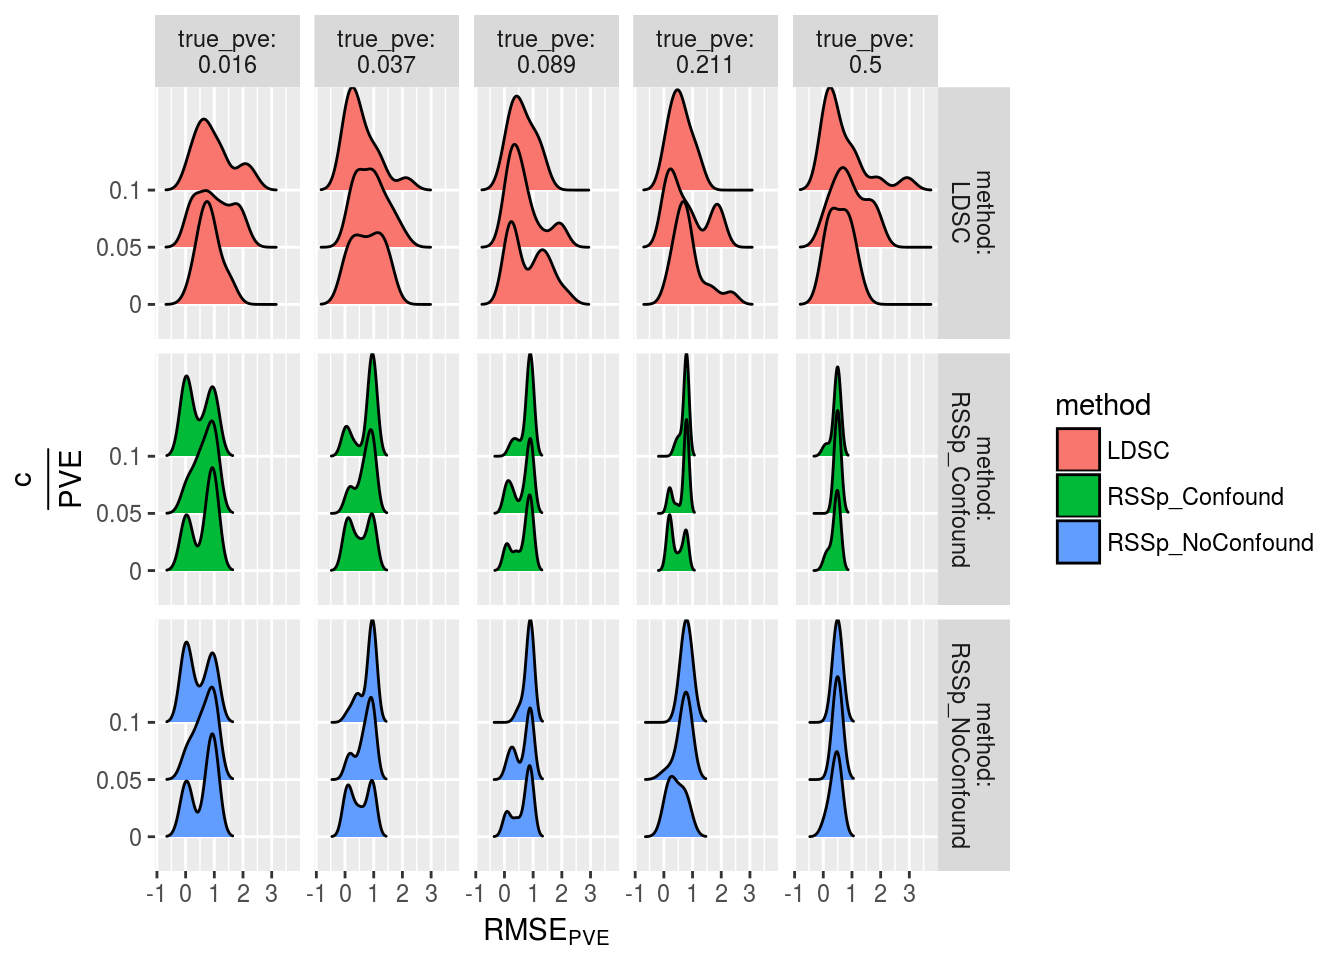 true_pve:
0.016
true_pve:
0.037
true_pve:
0.089
true_pve:
0.211
true_pve:
0.5
0.1
0.05
0
method:
LDSC
0.1
0.05
0
method:
RSSp_Confound
0.1
0.05
0
method:
RSSp_NoConfound
c
PVE
-1 0 1 2 3
-1 0 1 2 3
-1 0 1 2 3
-1 0 1 2 3
-1 0 1 2 3
RMSE PVE
method
LDSC
RSSp_Confound
RSSp_NoConfound